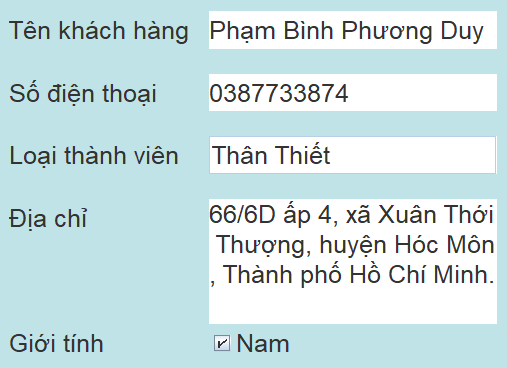 Tên khách hàng Phạm Bình Phương Duy
Số điện thoại 0387733874
Loại thành viên Thân Thiết
Địa chỉ 66/6D ấp 4, xã Xuân Thới
Thượng, huyện Hóc Môn
, Thành phố Hồ Chí Minh.
Giới tính Nam